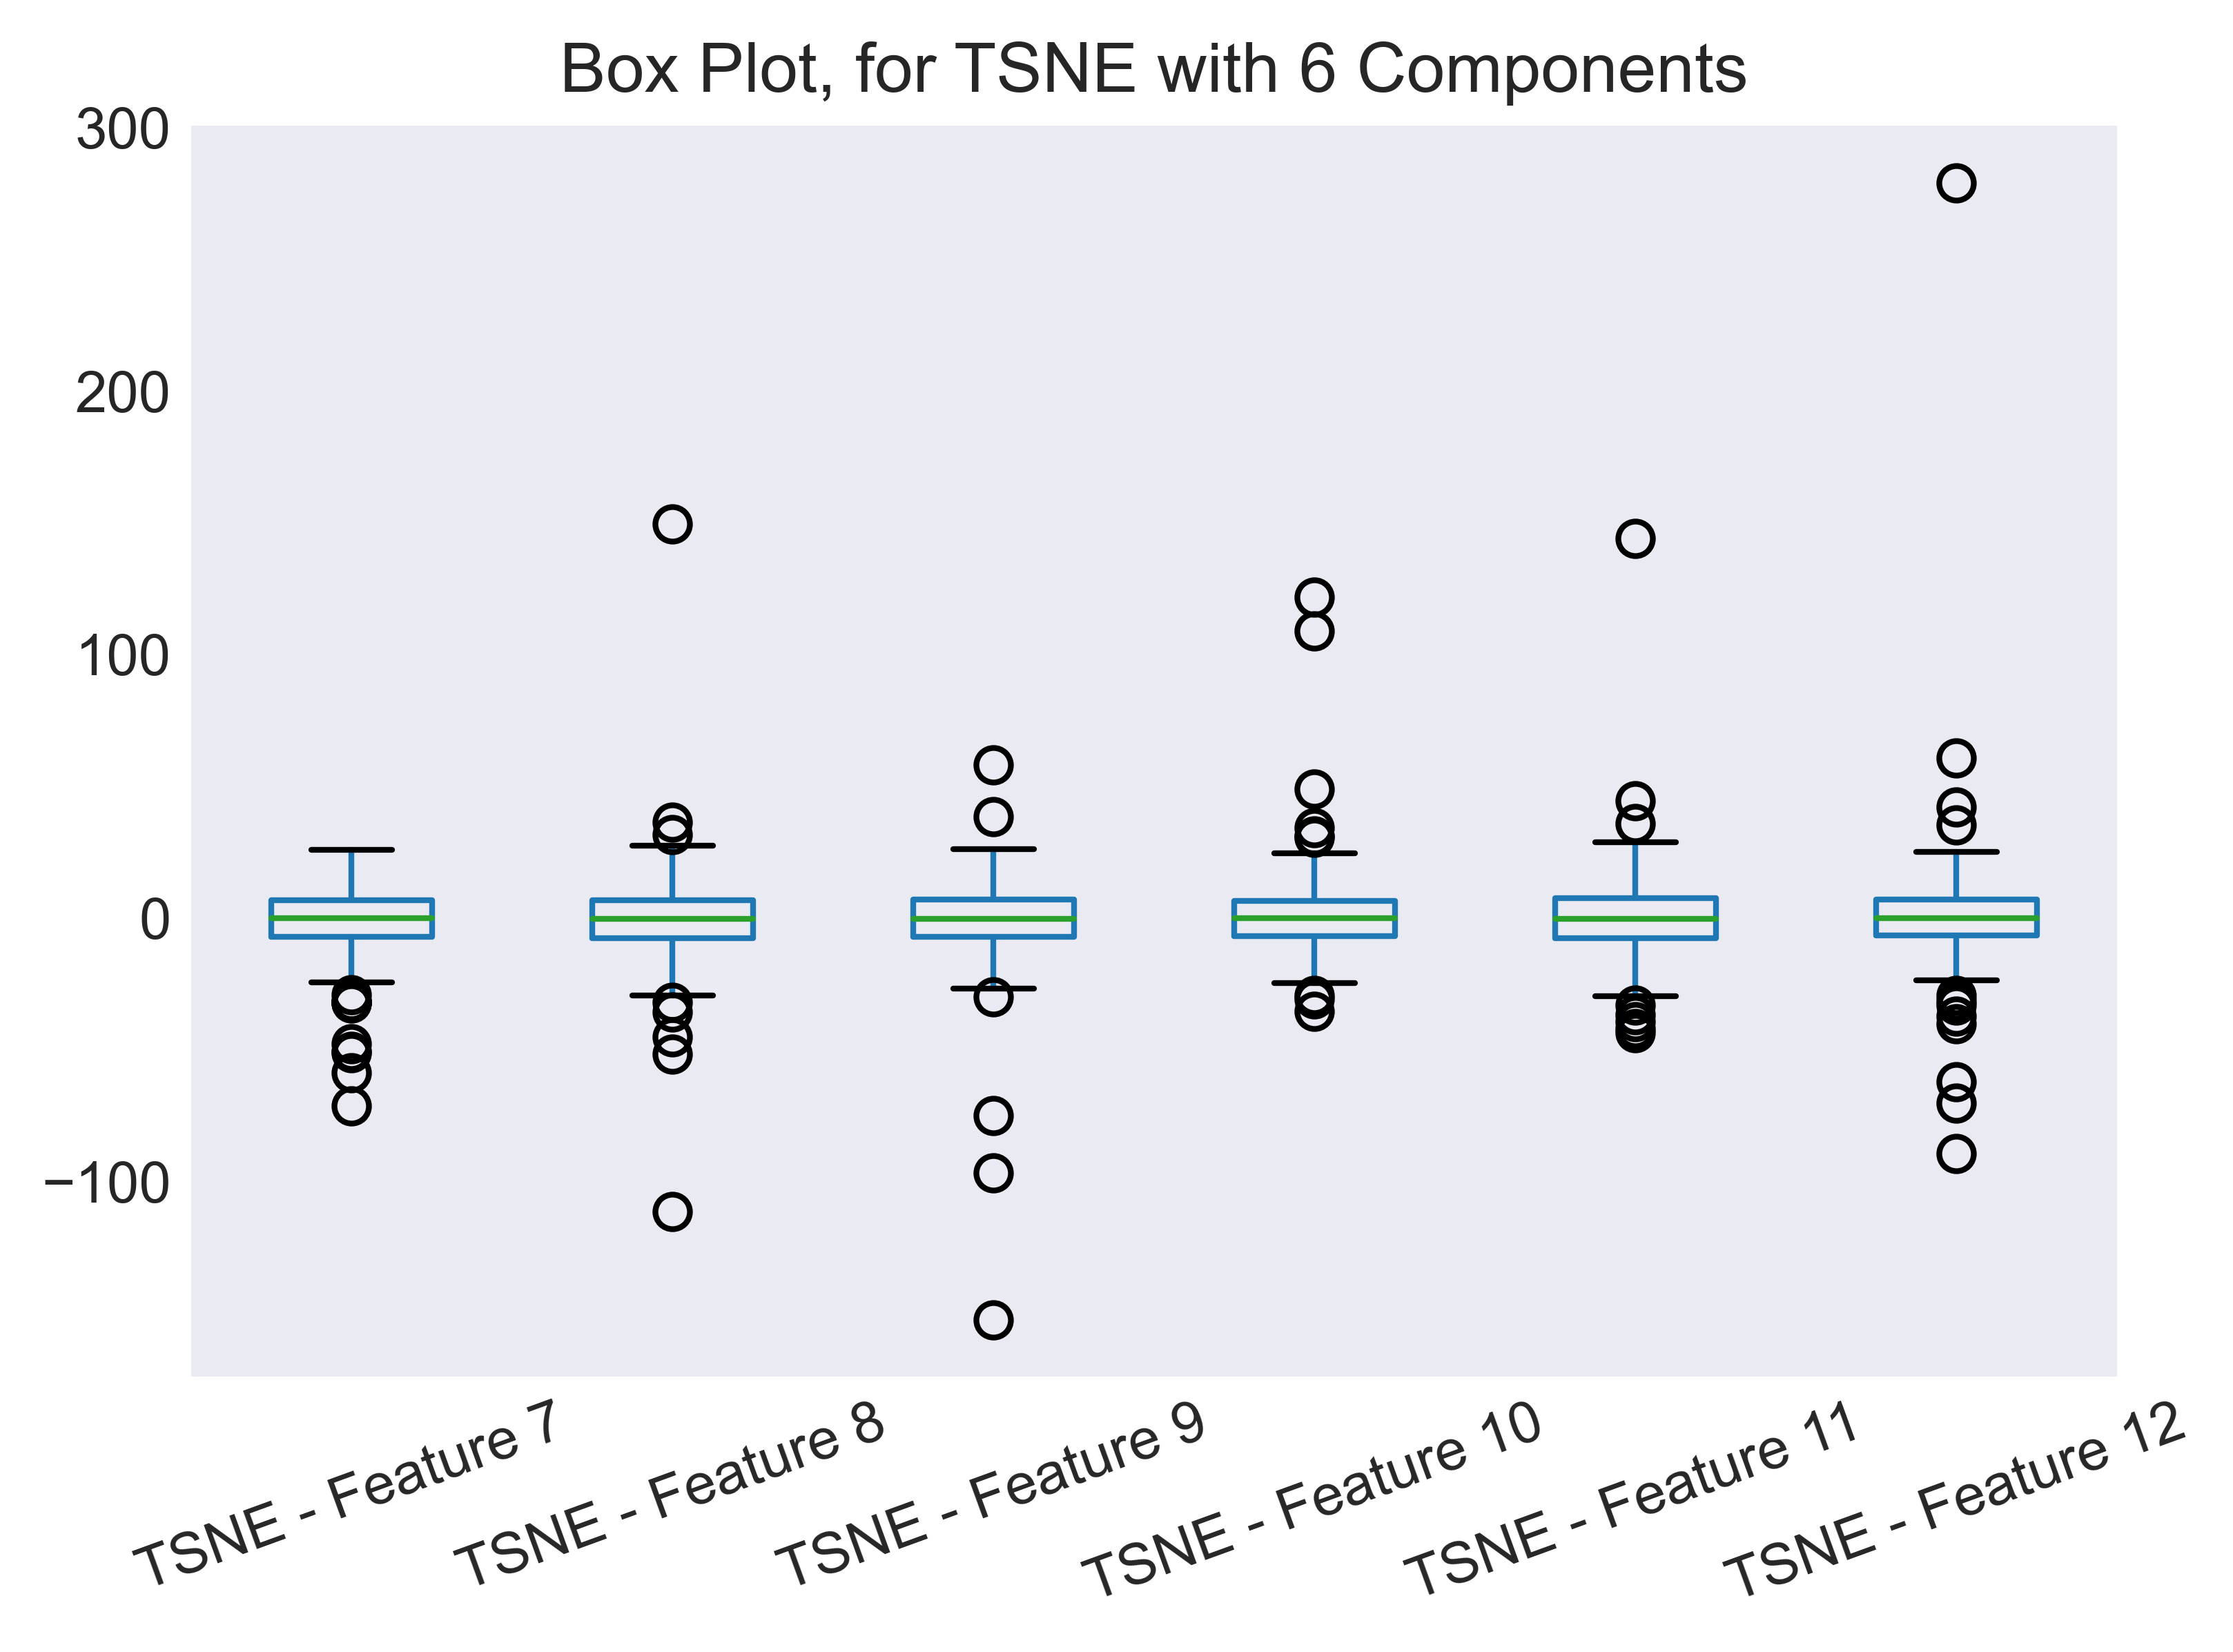 Box Plot, for TSNE with 6 Components
300
200
100
0
−100
TSNE - Feature 7
TSNE - Feature 8
TSNE - Feature 9
TSNE - Feature 10
TSNE - Feature 11
TSNE - Feature 12